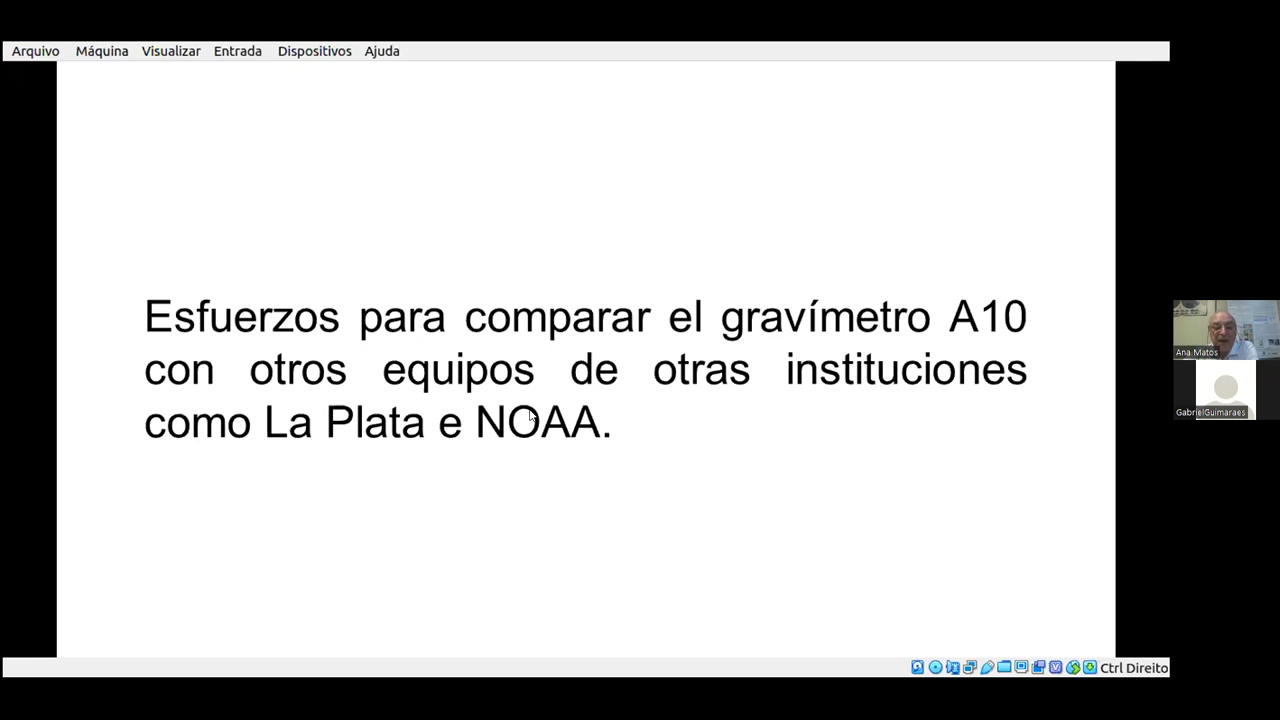 Arquivo Máquina Visualizar Entrada Dispositivos Ajuda
Esfuerzos para comparar el gravímetro A10
con otros equipos de otras instituciones
como La Plata e NOAA.
Ana Matos
GabrielGuimaraes
Ctrl Direito